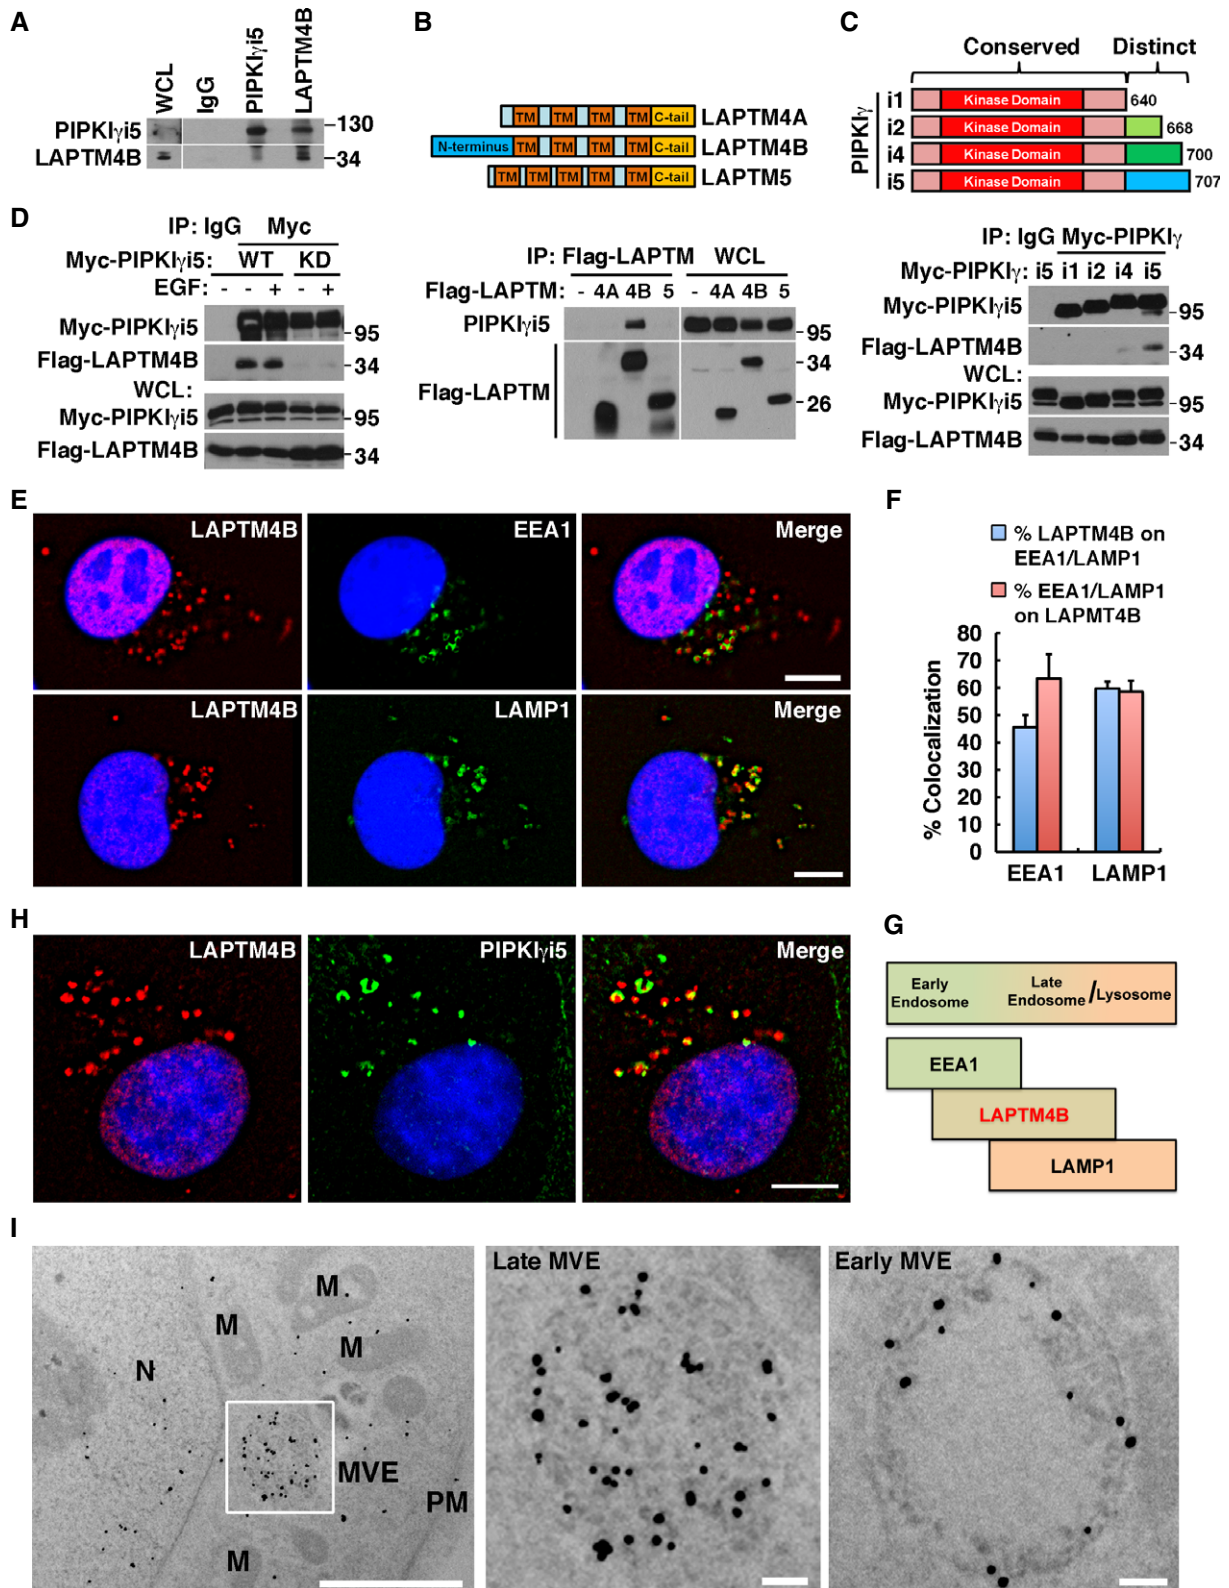 A
WCL
IgG
PIPKIγi5
LAPTM4B
PIPKIγi5
-130
LAPTM4B
-34
B
TM TM TM TM C-tail LAPTM4A
N-terminus TM TM TM TM C-tail LAPTM4B
TM TM TM TM TM C-tail LAPTM5
IP: Flag-LAPTM WCL
Flag-LAPTM: - 4A 4B 5 - 4A 4B 5
PIPKIγi5
-95
Flag-LAPTM
-34
-26
C
Conserved Distinct
PIPKIγ
i1 Kinase Domain 640
i2 Kinase Domain 668
i4 Kinase Domain 700
i5 Kinase Domain 707
IP: IgG Myc-PIPKIγ
Myc-PIPKIγ: i5 i1 i2 i4 i5
Myc-PIPKIγi5
-95
Flag-LAPTM4B
-34
WCL:
Myc-PIPKIγi5
-95
Flag-LAPTM4B
-34
D
IP: IgG Myc
Myc-PIPKIγi5: WT KD
EGF: - - + - +
Myc-PIPKIγi5
-95
Flag-LAPTM4B
-34
WCL:
Myc-PIPKIγi5
-95
Flag-LAPTM4B
-34
E
LAPTM4B EEA1 Merge
LAPTM4B LAMP1 Merge
F
% LAPTM4B on
EEA1/LAMP1
% EEA1/LAMP1
on LAPMT4B
% Colocalization
80
70
60
50
40
30
20
10
0
EEA1 LAMP1
H
LAPTM4B PIPKIγi5 Merge
G
Early
Endosome
Late
Endosome / Lysosome
EEA1
LAPTM4B
LAMP1
I
M
M
M
N
MVE
PM
M
Late MVE
Early MVE